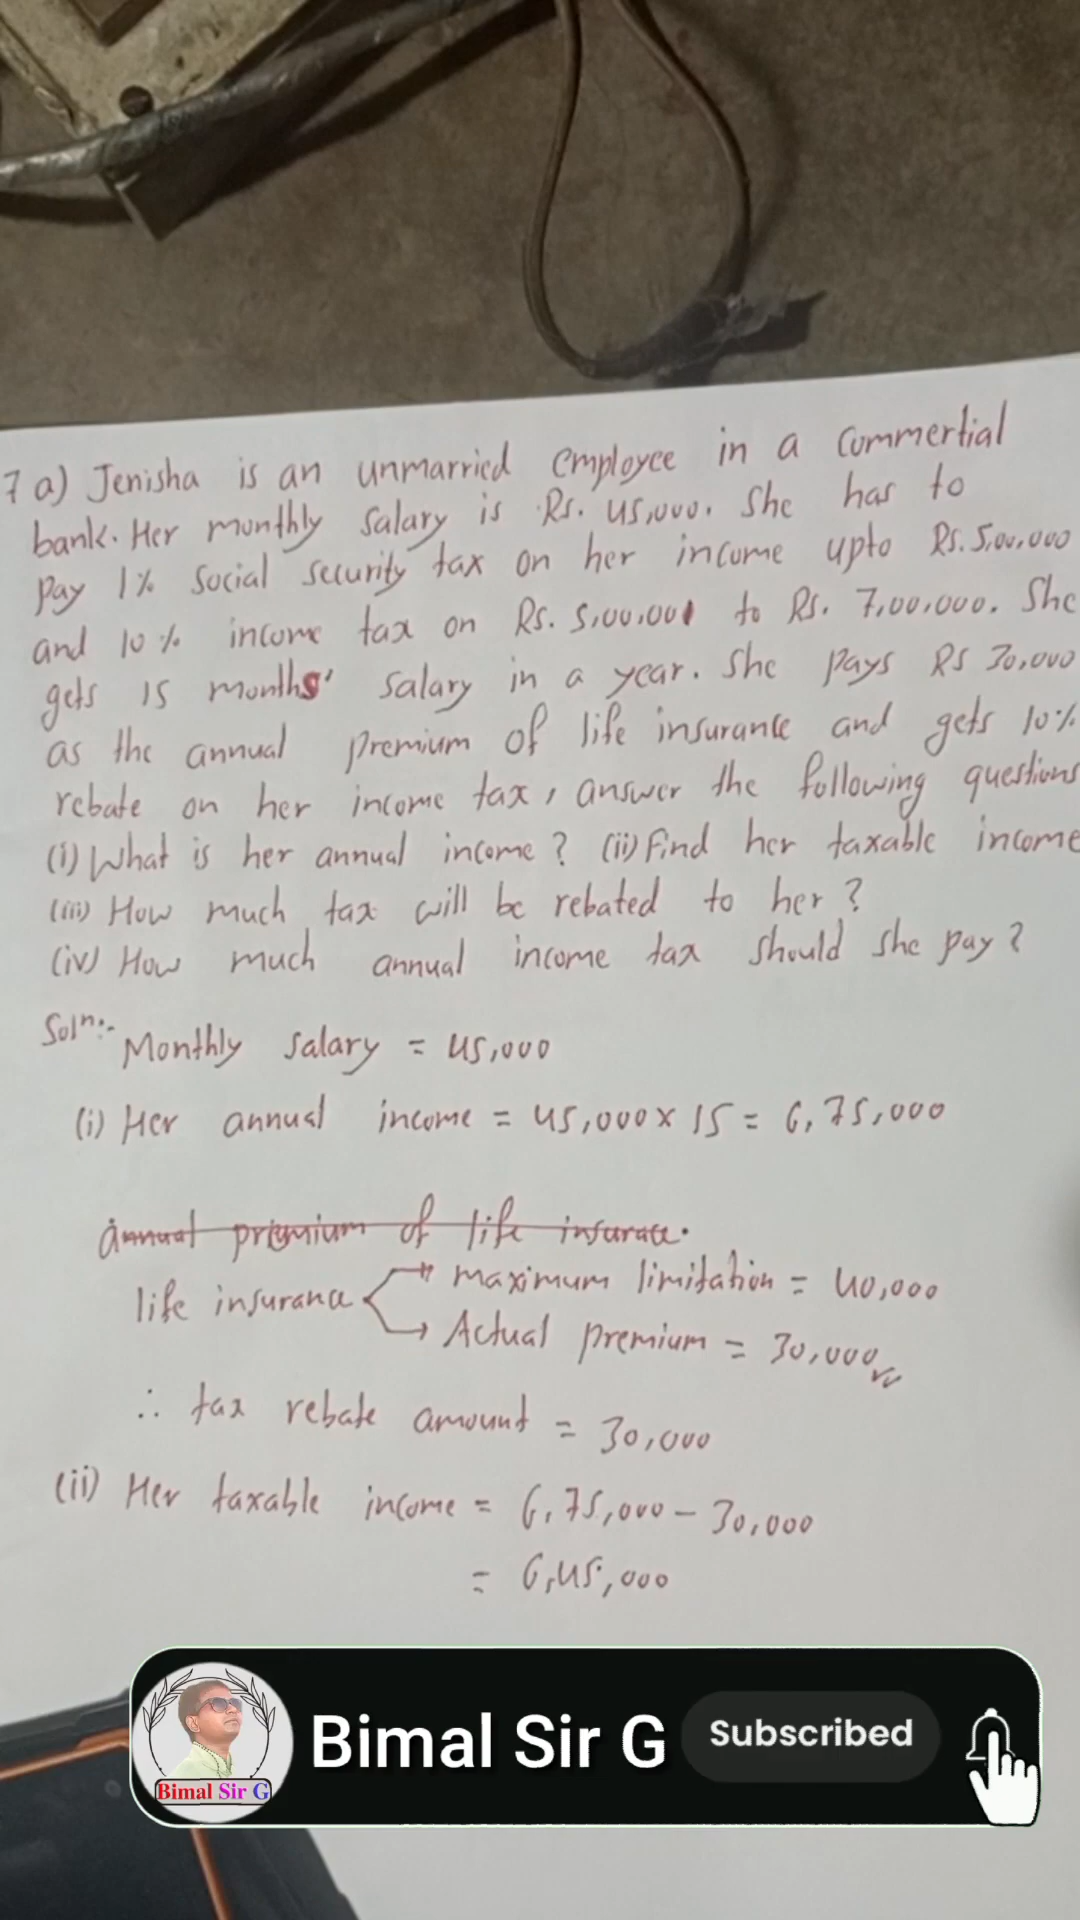 7 a) Jenisha is an unmarried employee in a commertial
bank. Her monthly salary is Rs. 45,000. She has to
pay 1% social security tax on her income upto Rs. 5,00,000
and 10% income tax on Rs. 5,00,001 to Rs. 7,00,000. She
gets 15 months' salary in a year. She pays RS 30,000
as the annual premium of life insurance and gets 10%
rebate on her income tax, answer the following questions
(i) What is her annual income? (ii) Find her taxable income
(iii) How much tax will be rebated to her?
(iv) How much annual income tax should she pay?
Solⁿ:- Monthly salary = 45,000
(i) Her annual income = 45,000 x 15 = 6,75,000
annual premium of life insurace.
life insurance → maximum limitation = 40,000
→ Actual premium = 30,000
∴ tax rebate amount = 30,000
(ii) Her taxable income = 6,75,000 - 30,000
= 6,45,000
Bimal Sir G
Bimal Sir G
Subscribed